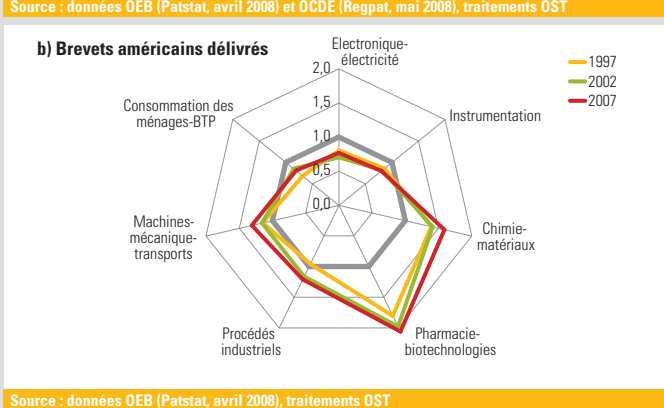 Source : données OEB (Patstat, avril 2008) et OCDE (Regpat, mai 2008), traitements OST
b) Brevets américains délivrés
Electronique-
électricité
1997
2002
2007
2,0
1,5
1,0
0,5
0,0
Consommation des
ménages-BTP
Instrumentation
Machines-
mécanique-
transports
Chimie-
matériaux
Procédés
industriels
Pharmacie-
biotechnologies
Source : données OEB (Patstat, avril 2008), traitements OST